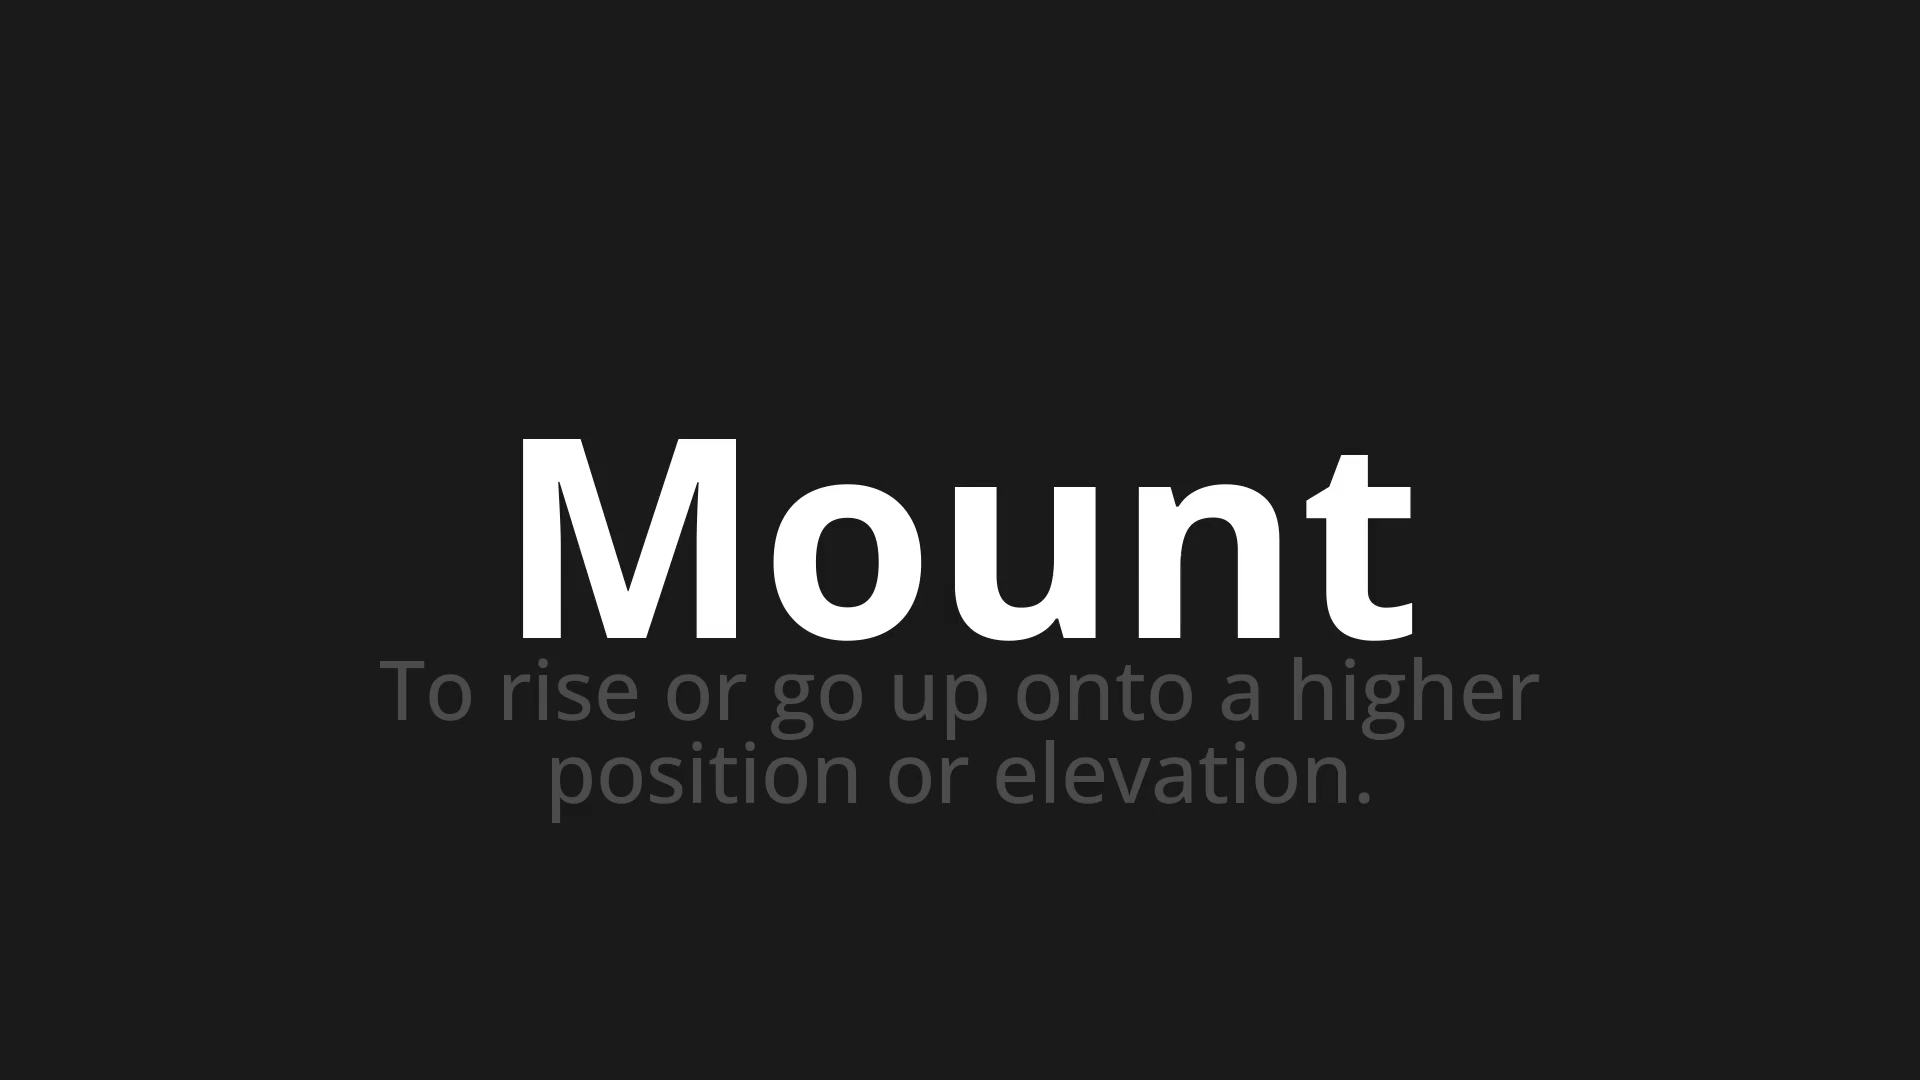 Mount
To rise or go up onto a higher
position or elevation.